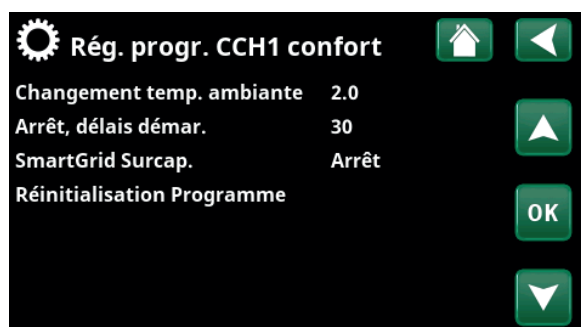 Rég. progr. CCH1 confort
Changement temp. ambiante 2.0
Arrêt, délais démar. 30
SmartGrid Surcap. Arrêt
Réinitialisation Programme
OK